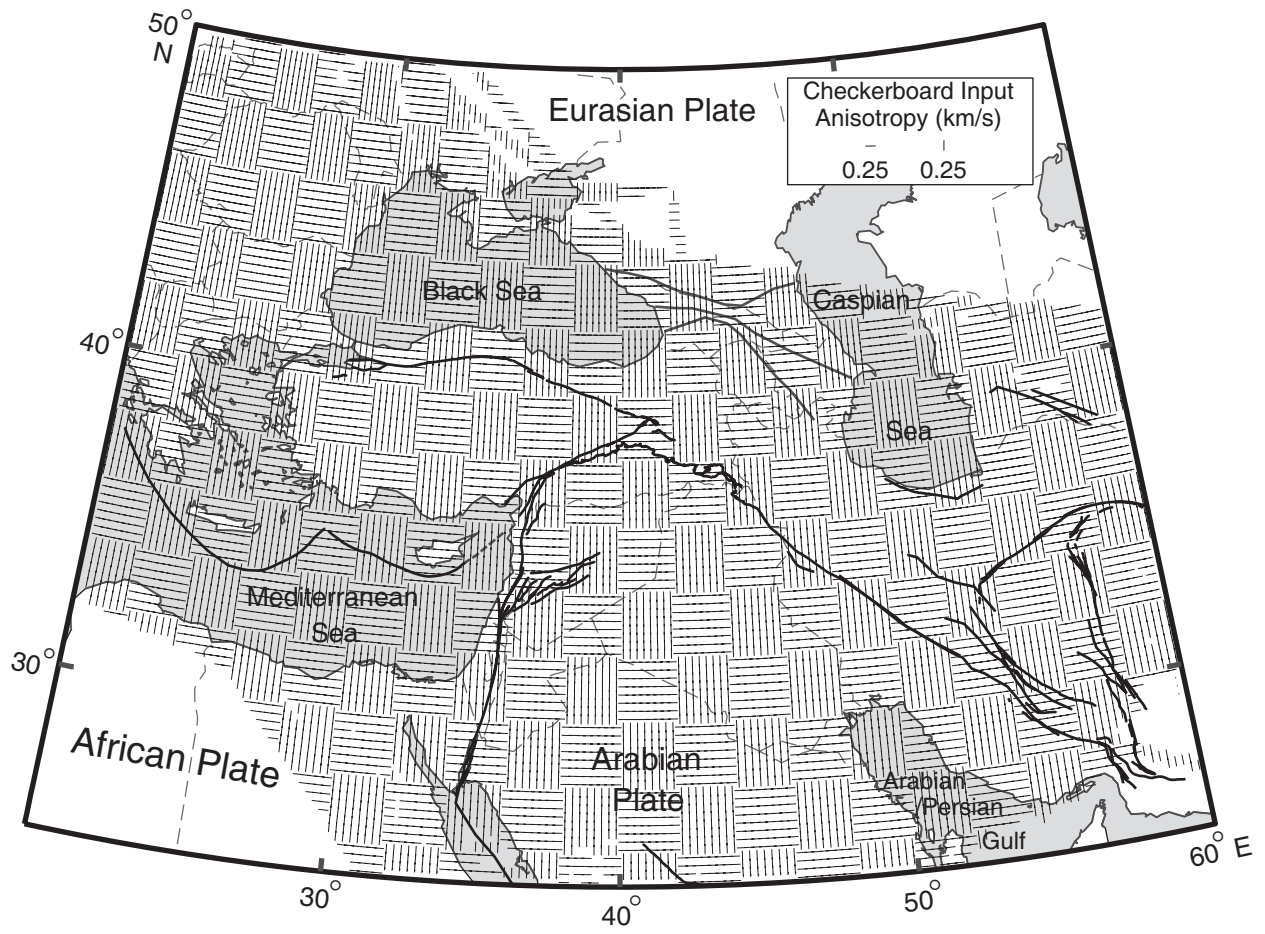 50°
N
Eurasian Plate
Checkerboard Input
Anisotropy (km/s)
0.25 0.25
Black Sea
Caspian
40°
Sea
Mediterranean
Sea
30°
African Plate
Arabian
Plate
Arabian
Persian
Gulf
30°
40°
50°
60° E